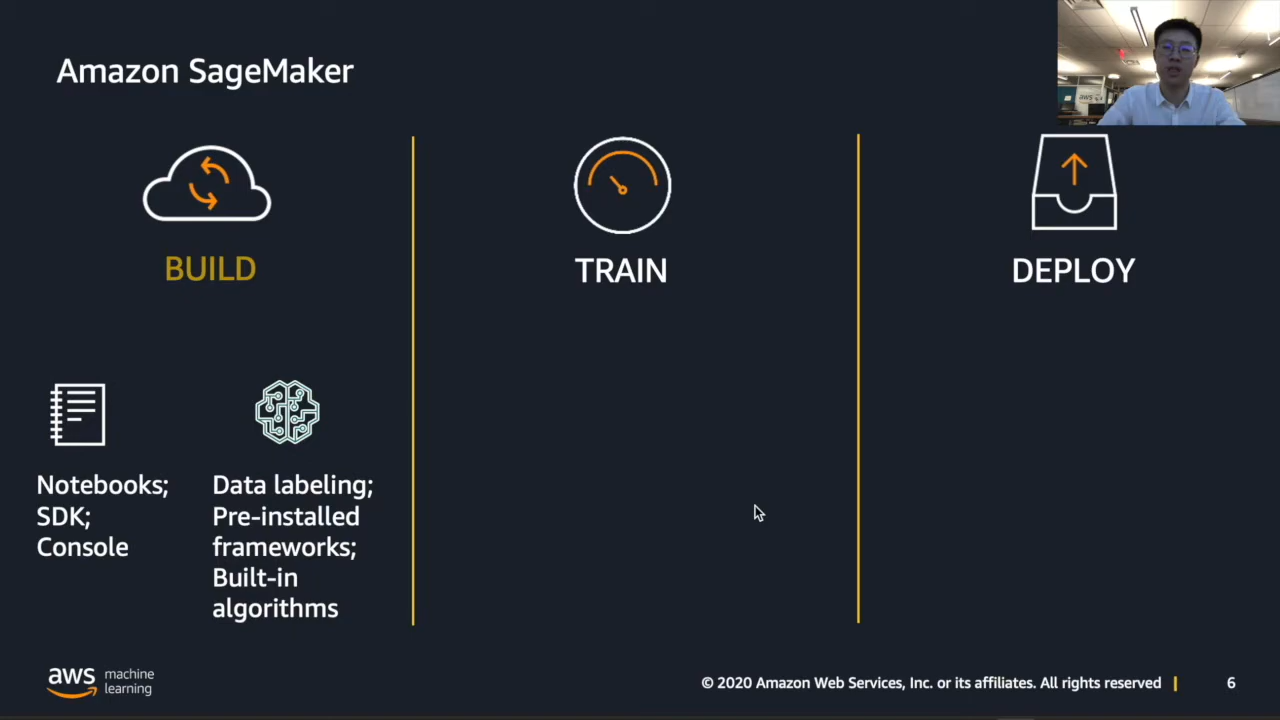 Amazon SageMaker
aws
BUILD
TRAIN
DEPLOY
Notebooks;
SDK;
Console
Data labeling;
Pre-installed
frameworks;
Built-in
algorithms
aws
machine
learning
© 2020 Amazon Web Services, Inc. or its affiliates. All rights reserved
6